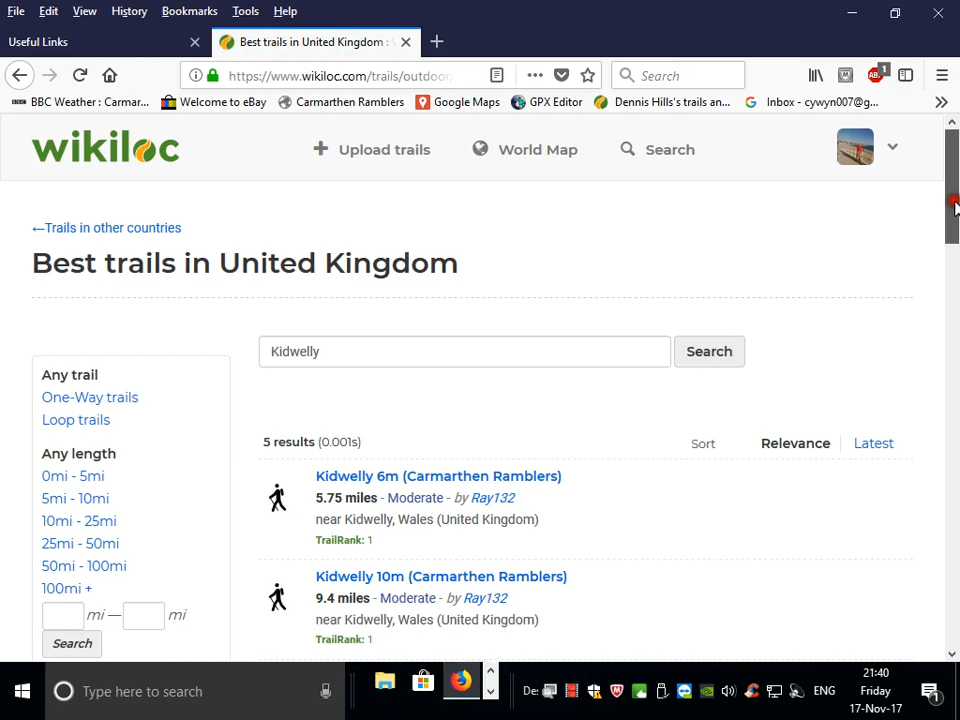 File Edit View History Bookmarks Tools Help
Useful Links
Best trails in United Kingdom :
https://www.wikiloc.com/trails/outdoor/
Search
BBC Weather : Carmar...
Welcome to eBay
Carmarthen Ramblers
Google Maps
GPX Editor
Dennis Hill's trails an...
Inbox - cywyn007@g...
wikiloc
Upload trails
World Map
Search
←Trails in other countries
Best trails in United Kingdom
Kidwelly
Search
Any trail
One-Way trails
Loop trails
Any length
0mi - 5mi
5mi - 10mi
10mi - 25mi
25mi - 50mi
50mi - 100mi
100mi +
mi — mi
Search
5 results (0.001s)
Sort Relevance Latest
Kidwelly 6m (Carmarthen Ramblers)
5.75 miles - Moderate - by Ray132
near Kidwelly, Wales (United Kingdom)
TrailRank: 1
Kidwelly 10m (Carmarthen Ramblers)
9.4 miles - Moderate - by Ray132
near Kidwelly, Wales (United Kingdom)
TrailRank: 1
Type here to search
ENG
21:40
Friday
17-Nov-17